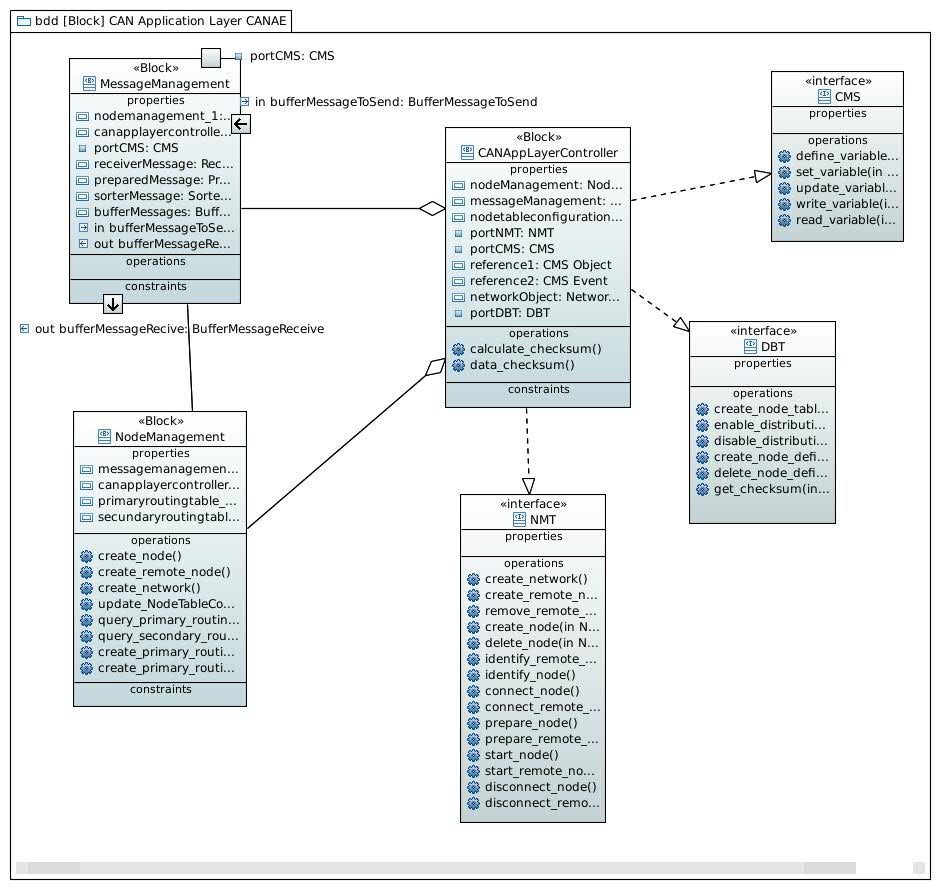 bdd [Block] CAN Application Layer CANAE
portCMS: CMS
in bufferMessageToSend: BufferMessageToSend
out bufferMessageRecive: BufferMessageReceive
«Block»
MessageManagement
properties
nodemanagement_1:...
canapplayercontrolle...
portCMS: CMS
receiverMessage: Rec...
preparedMessage: Pr...
sorterMessage: Sorte...
bufferMessages: Buff...
in bufferMessageToSe...
out bufferMessageRe...
operations
constraints
«Block»
NodeManagement
properties
messagemanagemen...
canapplayercontroller...
primaryroutingtable_...
secundaryroutingtabl...
operations
create_node()
create_remote_node()
create_network()
update_NodeTableCo...
query_primary_routin...
query_secondary_rou...
create_primary_routi...
create_primary_routi...
constraints
«Block»
CANAppLayerController
properties
nodeManagement: Nod...
messageManagement: ...
nodetableconfiguration...
portNMT: NMT
portCMS: CMS
reference1: CMS Object
reference2: CMS Event
networkObject: Networ...
portDBT: DBT
operations
calculate_checksum()
data_checksum()
constraints
«interface»
CMS
properties
operations
define_variable...
set_variable(in ...
update_variabl...
write_variable(i...
read_variable(i...
«interface»
DBT
properties
operations
create_node_tabl...
enable_distributi...
disable_distributi...
create_node_defi...
delete_node_defi...
get_checksum(in...
«interface»
NMT
properties
operations
create_network()
create_remote_n...
remove_remote_...
create_node(in N...
delete_node(in N...
identify_remote_...
identify_node()
connect_node()
connect_remote_...
prepare_node()
prepare_remote_...
start_node()
start_remote_no...
disconnect_node()
disconnect_remo...